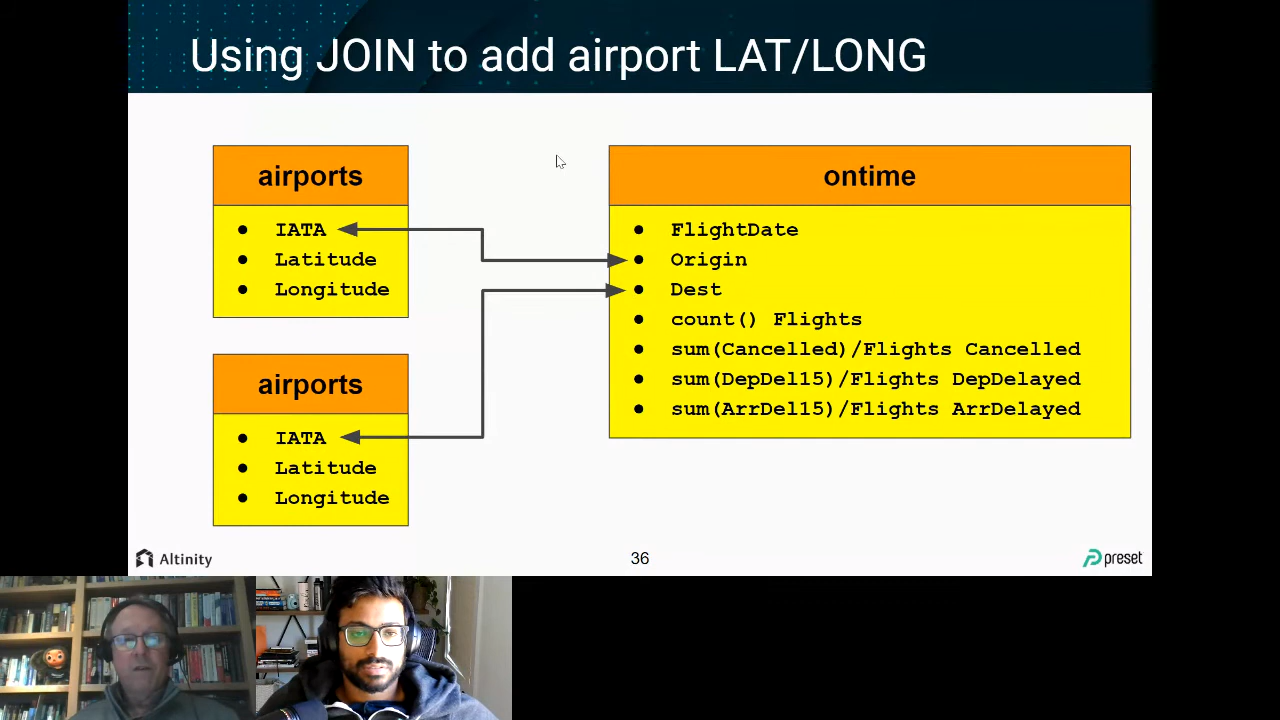 Using JOIN to add airport LAT/LONG
airports
● IATA
● Latitude
● Longitude
airports
● IATA
● Latitude
● Longitude
ontime
● FlightDate
● Origin
● Dest
● count() Flights
● sum(Cancelled)/Flights Cancelled
● sum(DepDel15)/Flights DepDelayed
● sum(ArrDel15)/Flights ArrDelayed
Altinity
36
preset